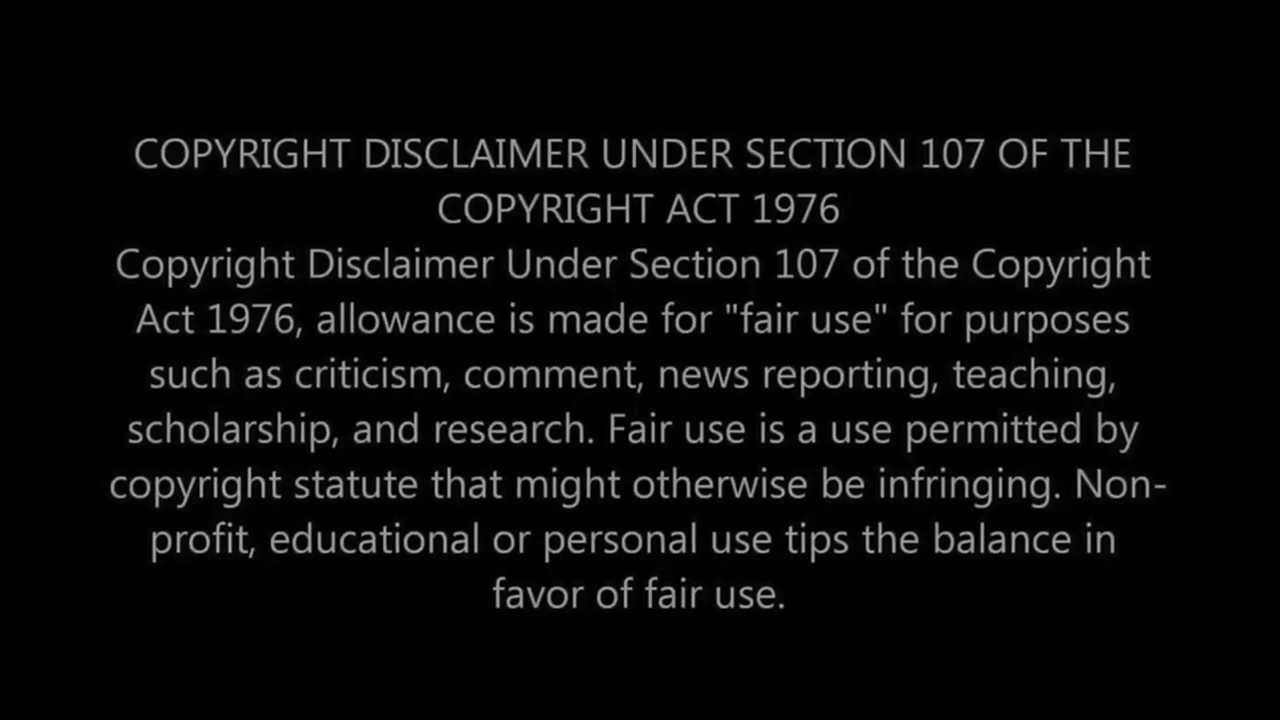 COPYRIGHT DISCLAIMER UNDER SECTION 107 OF THE
COPYRIGHT ACT 1976
Copyright Disclaimer Under Section 107 of the Copyright
Act 1976, allowance is made for "fair use" for purposes
such as criticism, comment, news reporting, teaching,
scholarship, and research. Fair use is a use permitted by
copyright statute that might otherwise be infringing. Non-
profit, educational or personal use tips the balance in
favor of fair use.